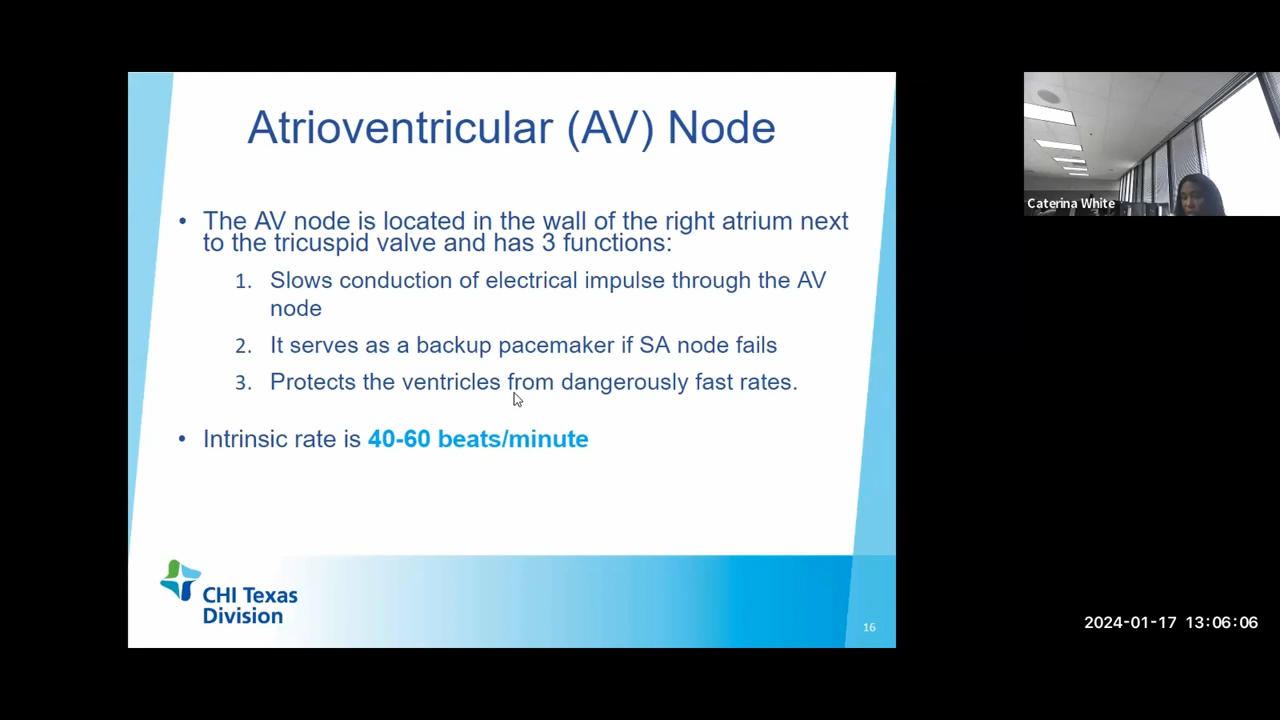 Atrioventricular (AV) Node
• The AV node is located in the wall of the right atrium next
to the tricuspid valve and has 3 functions:
1. Slows conduction of electrical impulse through the AV
node
2. It serves as a backup pacemaker if SA node fails
3. Protects the ventricles from dangerously fast rates.
• Intrinsic rate is 40-60 beats/minute
CHI Texas
Division
16
Caterina White
2024-01-17 13:06:06